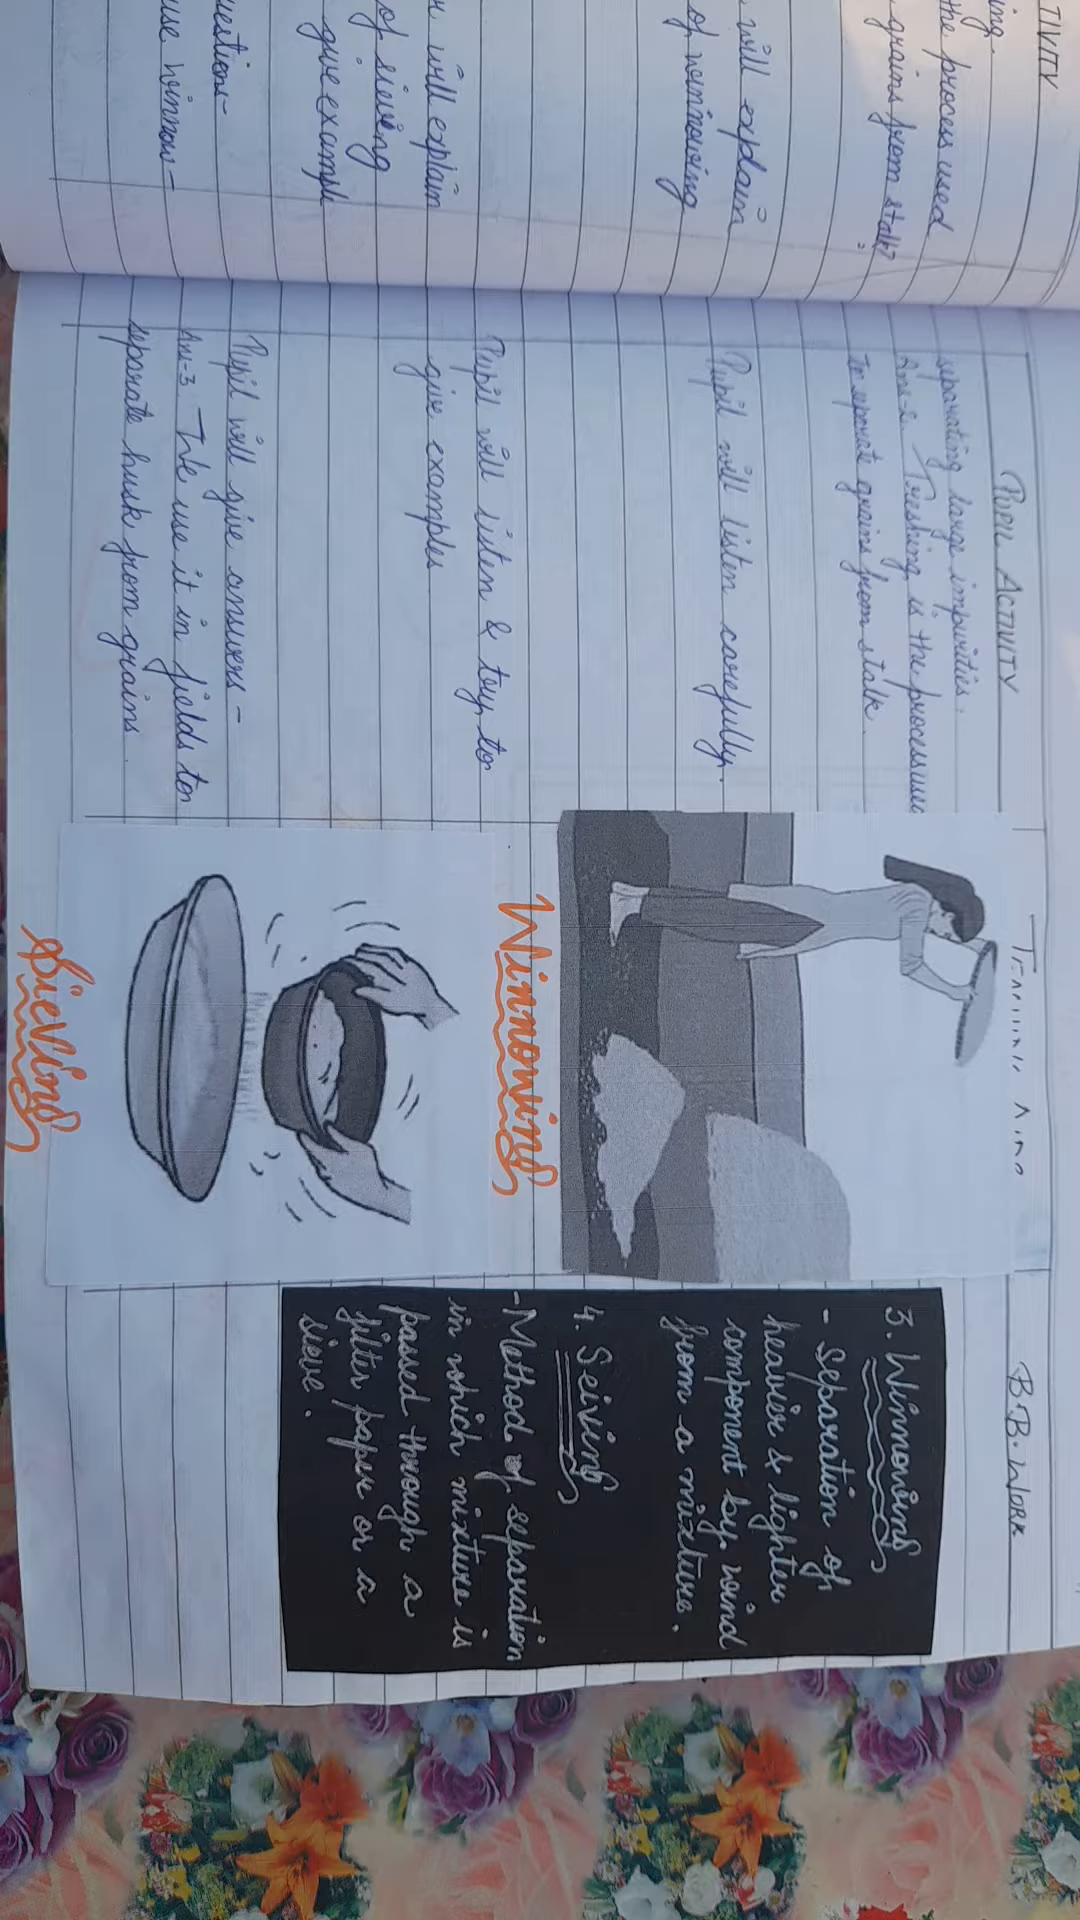 TIVITY
ing
the process used
grains from stalk?
will explain
of winnowing
will explain
of sieving
give example
uestions-
use winnow-
PUPIL ACTIVITY
separating large impurities.
Ans-2. Treshing is the process used
to seperate grains from stalk.
Pupil will listen carefully.
Pupil will listen & try to
give examples
Pupil will give answers-
Ans-3 We use it in fields to
separate husk from grains
Winnowing
Sieving
B.B. WORK
3. Winnowing
- Separation of
heavier & lighter
component by wind
from a mixture.
4. Seiving
- Method of separation
in which mixture is
passed through a
filter paper or a
sieve.